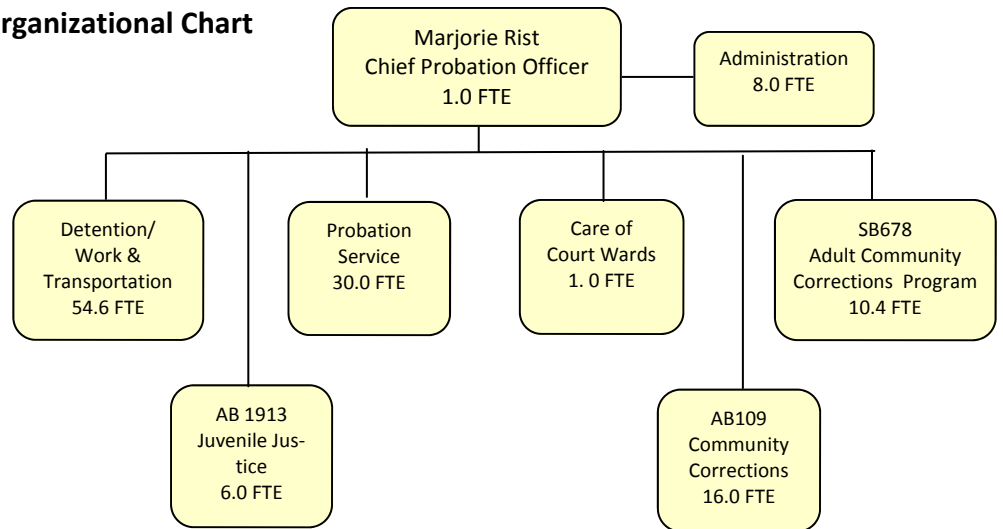 rganizational Chart
Marjorie Rist
Chief Probation Officer
1.0 FTE
Administration
8.0 FTE
Detention/
Work &
Transportation
54.6 FTE
Probation
Service
30.0 FTE
Care of
Court Wards
1. 0 FTE
SB678
Adult Community
Corrections Program
10.4 FTE
AB 1913
Juvenile Jus-
tice
6.0 FTE
AB109
Community
Corrections
16.0 FTE